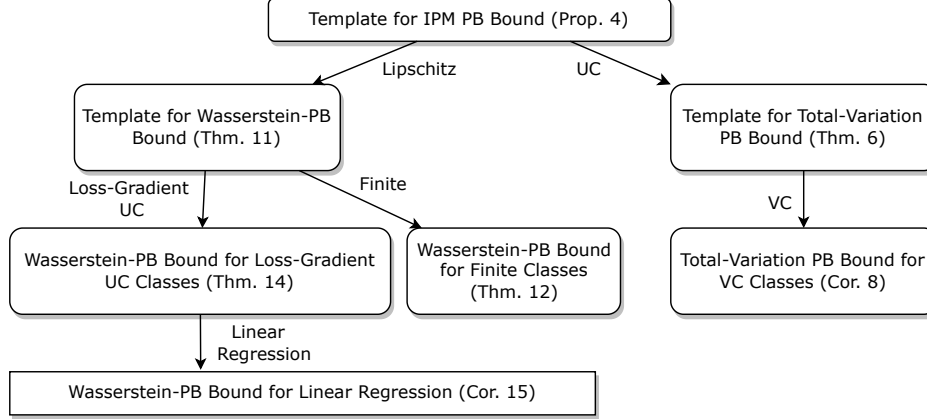 Template for IPM PB Bound (Prop. 4)
Lipschitz
UC
Template for Wasserstein-PB
Bound (Thm. 11)
Template for Total-Variation
PB Bound (Thm. 6)
Loss-Gradient
UC
Finite
VC
Wasserstein-PB Bound for Loss-Gradient
UC Classes (Thm. 14)
Wasserstein-PB Bound
for Finite Classes
(Thm. 12)
Total-Variation PB Bound for
VC Classes (Cor. 8)
Linear
Regression
Wasserstein-PB Bound for Linear Regression (Cor. 15)